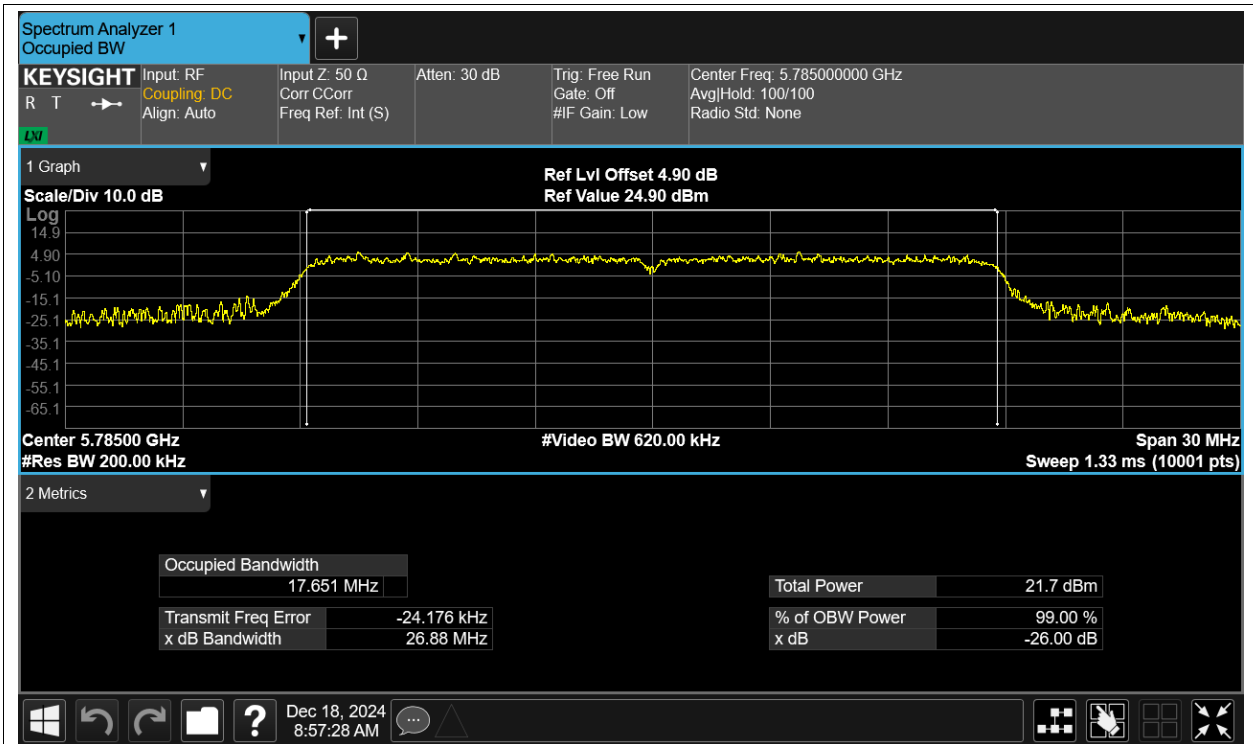 Spectrum Analyzer 1
Occupied BW
KEYSIGHT
R T
LXI
Input: RF
Coupling: DC
Align: Auto
Input Z: 50 Ω
Corr CCorr
Freq Ref: Int (S)
Atten: 30 dB
Trig: Free Run
Gate: Off
#IF Gain: Low
Center Freq: 5.785000000 GHz
Avg|Hold: 100/100
Radio Std: None
1 Graph
Scale/Div 10.0 dB
Ref Lvl Offset 4.90 dB
Ref Value 24.90 dBm
Log
14.9
4.90
-5.10
-15.1
-25.1
-35.1
-45.1
-55.1
-65.1
Center 5.78500 GHz
#Video BW 620.00 kHz
Span 30 MHz
#Res BW 200.00 kHz
Sweep 1.33 ms (10001 pts)
2 Metrics
Occupied Bandwidth
17.651 MHz
Total Power 21.7 dBm
Transmit Freq Error -24.176 kHz
% of OBW Power 99.00 %
x dB Bandwidth 26.88 MHz
x dB -26.00 dB
Dec 18, 2024
8:57:28 AM